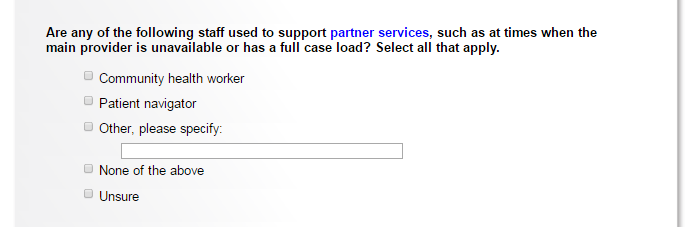 Are any of the following staff used to support partner services, such as at times when the
main provider is unavailable or has a full case load? Select all that apply.
Community health worker
Patient navigator
Other, please specify:
None of the above
Unsure